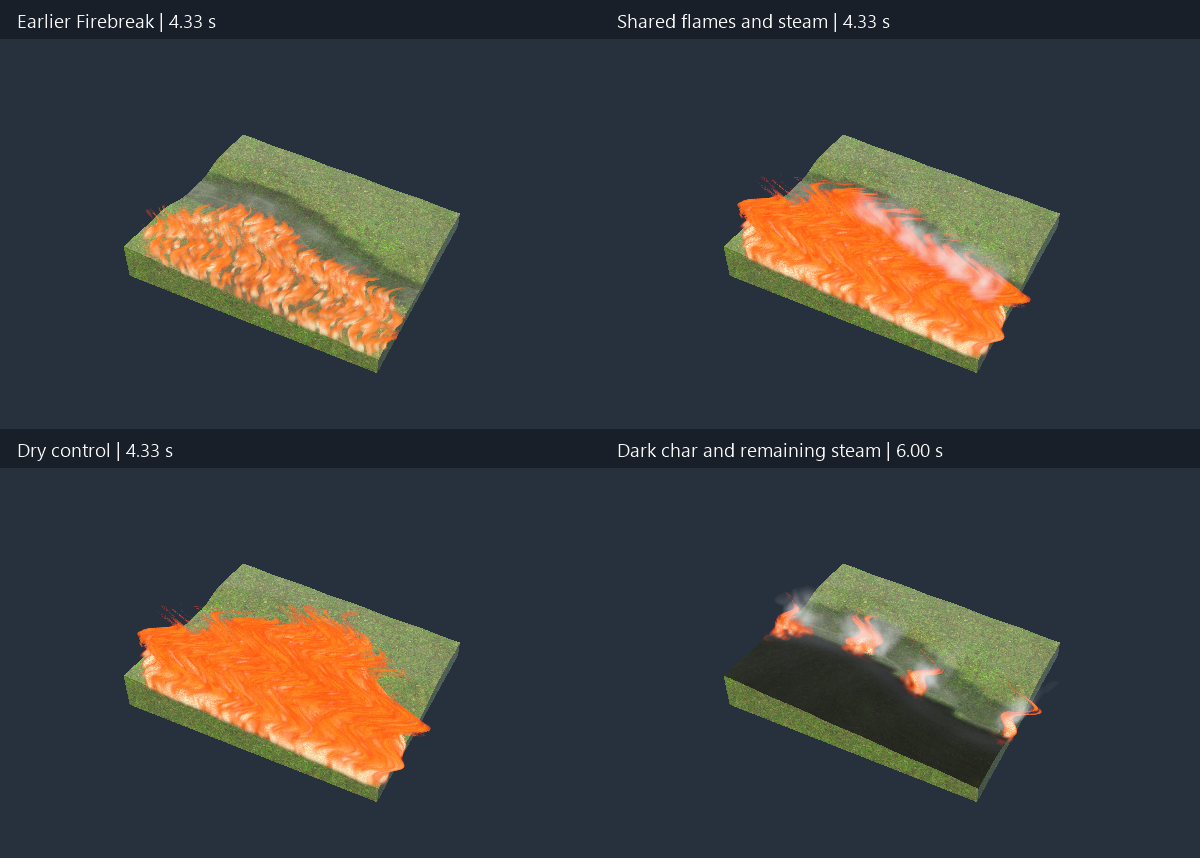 Earlier Firebreak | 4.33 s
Shared flames and steam | 4.33 s
Dry control | 4.33 s
Dark char and remaining steam | 6.00 s